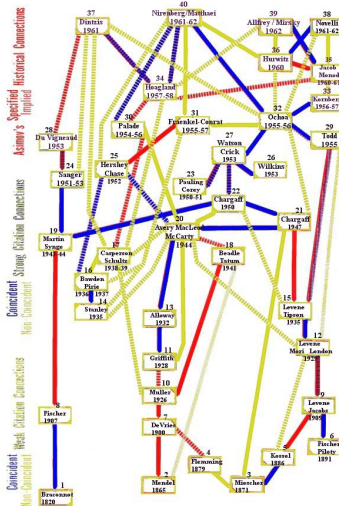 37
Dintzis
1961
40
Nirenberg/Matthaei
1961-62
39
Allfrey / Mirsky
1962
38
Novelli
1961-62
36
Hurwitz
1960
35
Jacob
Monod
1960-61
34
Hoagland
1957-58
33
Kornberg
1956-57
32
Ochoa
1955-56
31
Fraenkel-Conrat
1955-57
30
Palade
1954-56
29
Todd
1955
28
Du Vigneaud
1953
27
Watson
Crick
1953
26
Wilkins
1953
25
Hershey
Chase
1952
24
Sanger
1951-53
23
Pauling
Corey
1950-51
22
Chargaff
1950
21
Chargaff
1947
20
Avery MacLeod
McCarty
1944
19
Martin
Synge
1943-44
18
Beadle
Tatum
1941
17
Casperson
Schultz
1938-39
16
Bawden
Pirie
1936 1937
14
Stanley
1935
15
Levene
Tipson
1935
13
Alloway
1932
12
Levene
Mori London
1929
11
Griffith
1928
10
Muller
1926
9
Levene
Jacobs
1909
8
Fischer
1907
7
DeVries
1900
6
Fischer
Piloty
1891
5
Kossel
1886
4
Flemming
1879
3
Miescher
1871
2
Mendel
1865
1
Braconnot
1820
Asimov's Specified Historical Connections
Implied
Coincident Strong Citation Connections
Non Coincident
Coincident Weak Citation Connections
Non Coincident